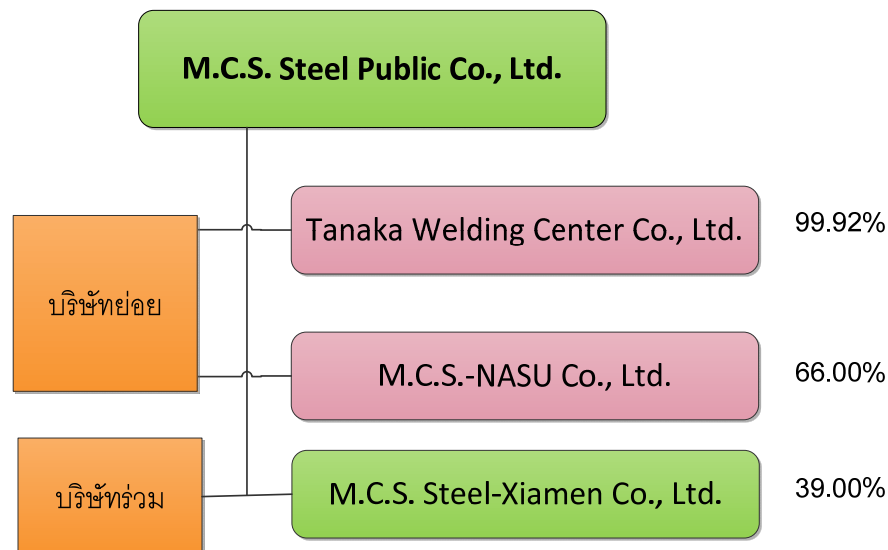 M.C.S. Steel Public Co., Ltd.
บริษัทย่อย
Tanaka Welding Center Co., Ltd. 99.92%
M.C.S.-NASU Co., Ltd. 66.00%
บริษัทร่วม
M.C.S. Steel-Xiamen Co., Ltd. 39.00%